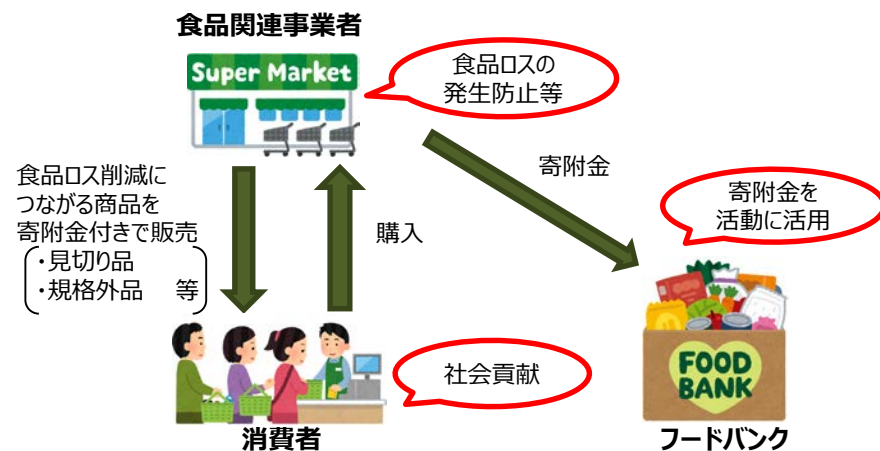 食品関連事業者
Super Market
食品ロスの
発生防止等
食品ロス削減に
つながる商品を
寄附金付きで販売
・見切り品
・規格外品　等
購入
寄附金
寄附金を
活動に活用
社会貢献
FOOD
BANK
消費者
フードバンク